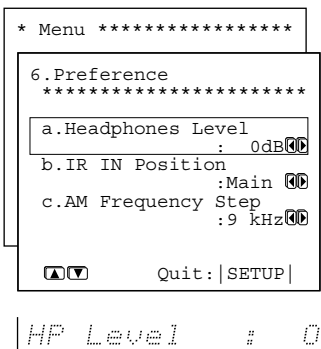 * Menu *****************
6.Preference
************************
a.Headphones Level
: 0dB
b.IR IN Position
:Main
c.AM Frequency Step
:9 kHz
Quit:|SETUP|
HP Level : 0